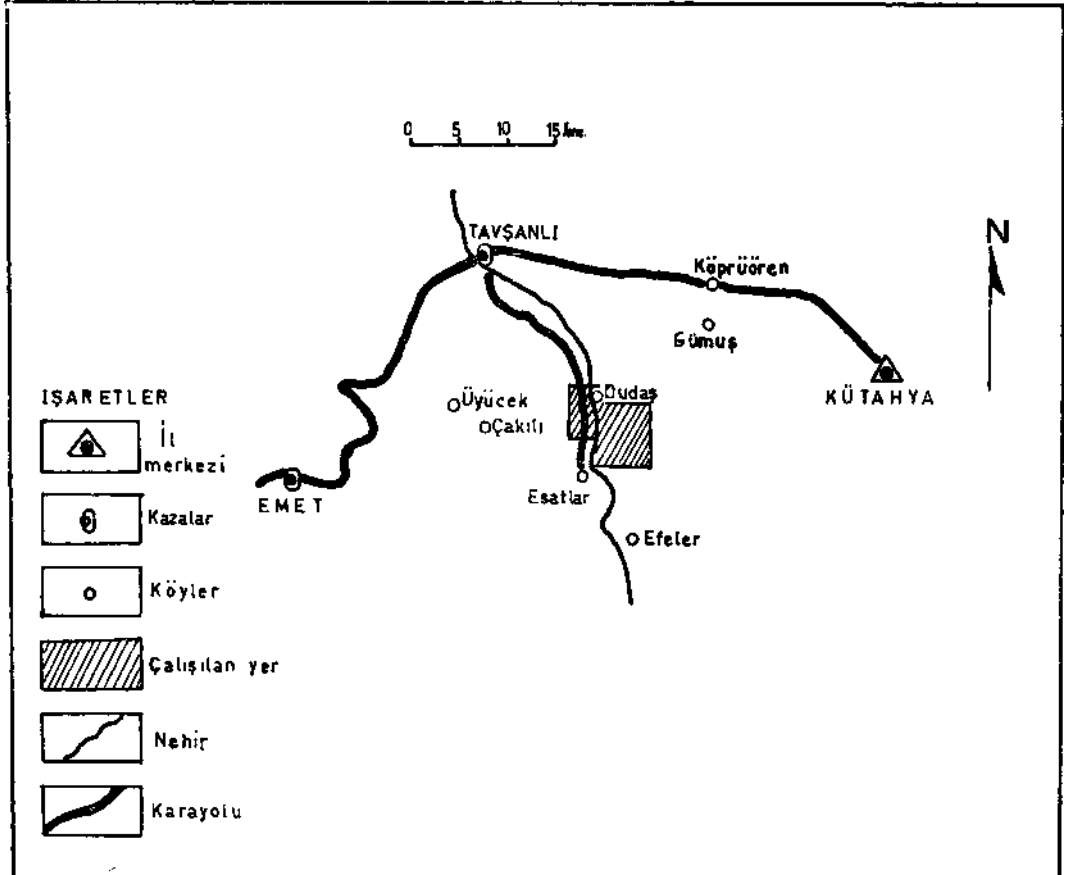 0 5 10 15 Km.
TAVŞANLI
N
Köprüören
Gümuş
KÜTAHYA
Dudaş
Üyücek
Çakılı
Esatlar
EMET
Efeler
IŞARETLER
İl
merkezi
Kazalar
Köyler
Çalışılan yer
Nehir
Karayolu